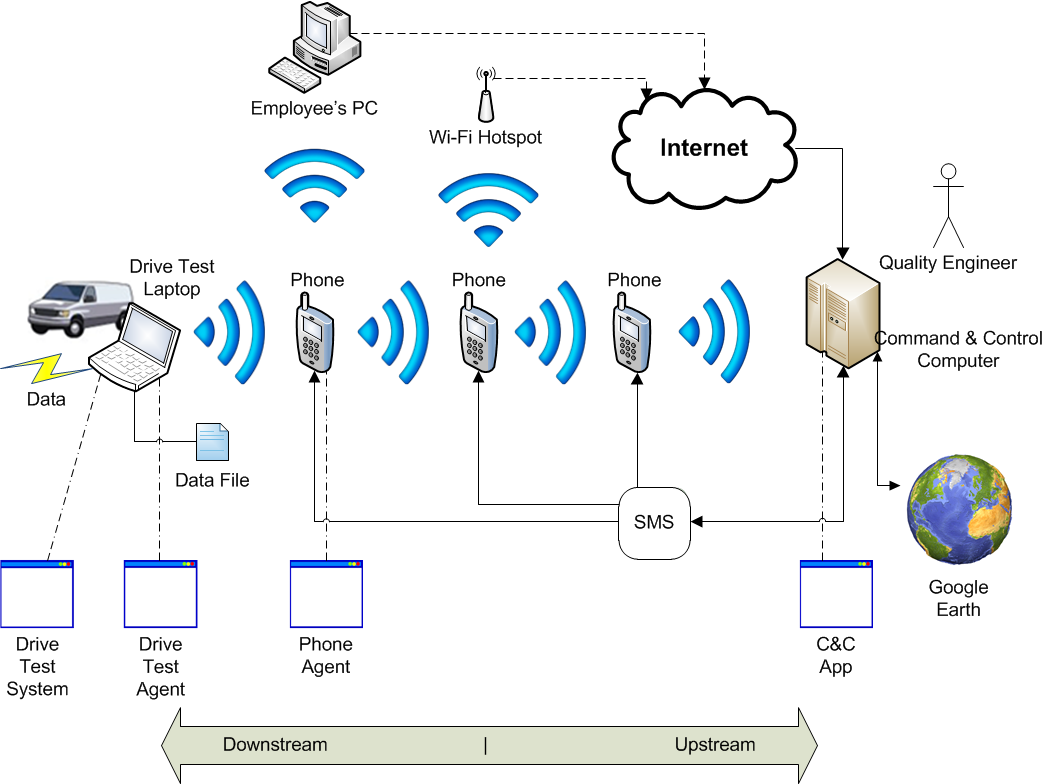 Employee's PC
Wi-Fi Hotspot
Internet
Quality Engineer
Drive Test
Laptop
Phone
Phone
Phone
Command & Control
Computer
Data
Data File
SMS
Google
Earth
Drive
Test
System
Drive
Test
Agent
Phone
Agent
C&C
App
Downstream | Upstream